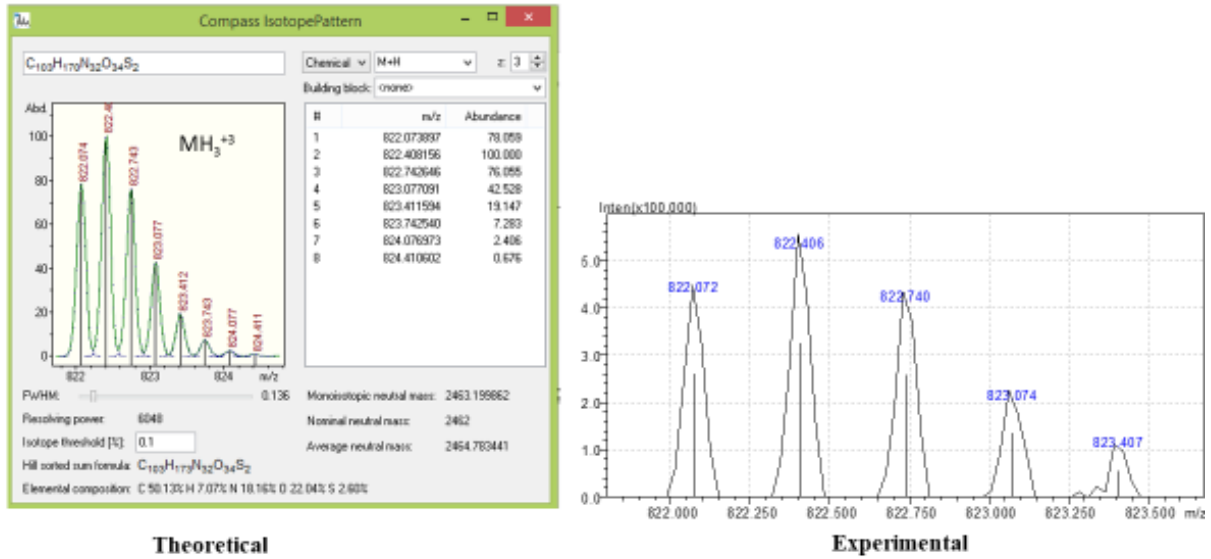 Compass IsotopePattern
C103H170N32O34S2
Chemical M+H z: 3
Building block: (none)
Abd.
# m/z Abundance
1 822.073897 78.059
2 822.408156 100.000
3 822.742646 76.055
4 823.077091 42.528
5 823.411594 19.147
6 823.742540 7.283
7 824.076973 2.406
8 824.410602 0.676
MH3+3
100
80
60
40
20
0
822.074
822.743
823.077
823.412
823.743
824.077
824.411
822 823 824 m/z
FWHM: 0.136
Resolving power: 6048
Isotope threshold [%]: 0.1
Hill sorted sum formula: C103H173N32O34S2
Elemental composition: C 50.13% H 7.07% N 18.16% O 22.04% S 2.60%
Monoisotopic neutral mass: 2463.199862
Nominal neutral mass: 2462
Average neutral mass: 2464.783441
Theoretical
Inten(x100,000)
5.0
4.0
3.0
2.0
1.0
0.0
822.072
822.406
822.740
823.074
823.407
822.000 822.250 822.500 822.750 823.000 823.250 823.500 m/z
Experimental